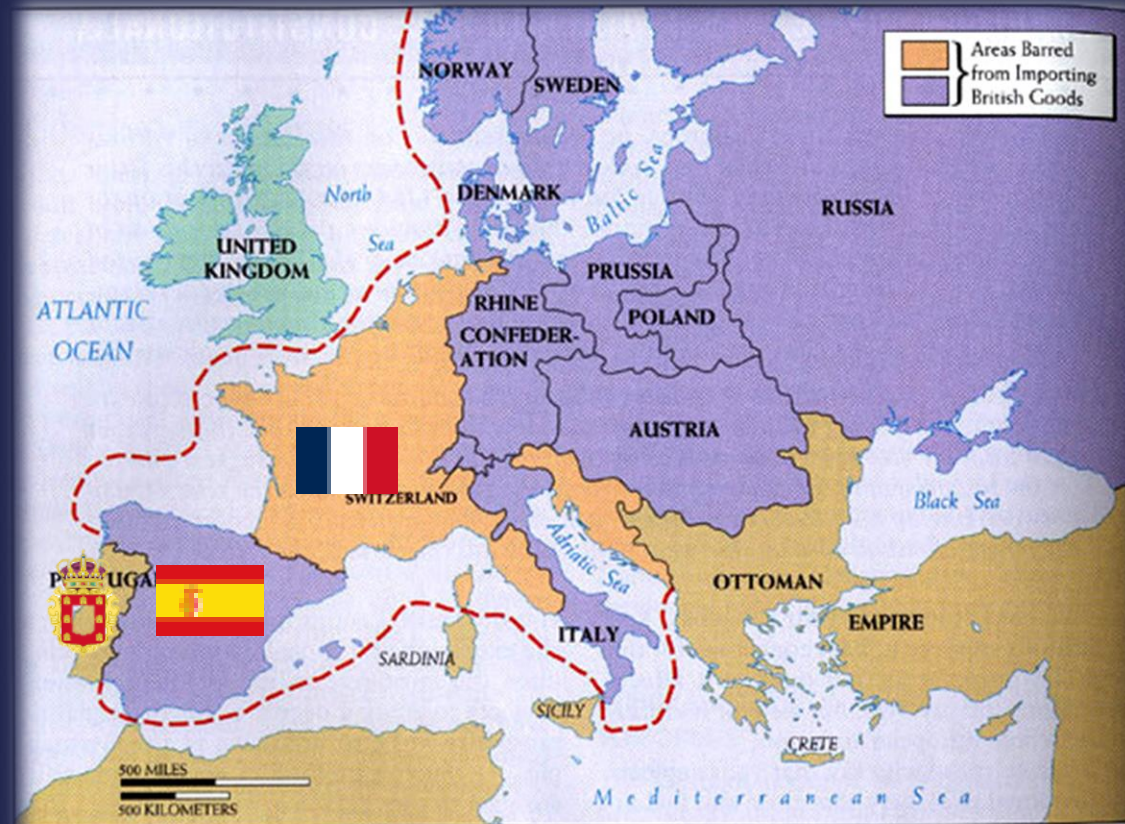 NORWAY
SWEDEN
Areas Barred
from Importing
British Goods
North
Sea
DENMARK
Baltic Sea
RUSSIA
UNITED
KINGDOM
PRUSSIA
RHINE
CONFEDER-
ATION
POLAND
ATLANTIC
OCEAN
AUSTRIA
SWITZERLAND
Black Sea
Adriatic Sea
OTTOMAN
EMPIRE
ITALY
SARDINIA
SICILY
CRETE
500 MILES
500 KILOMETERS
Mediterranean Sea